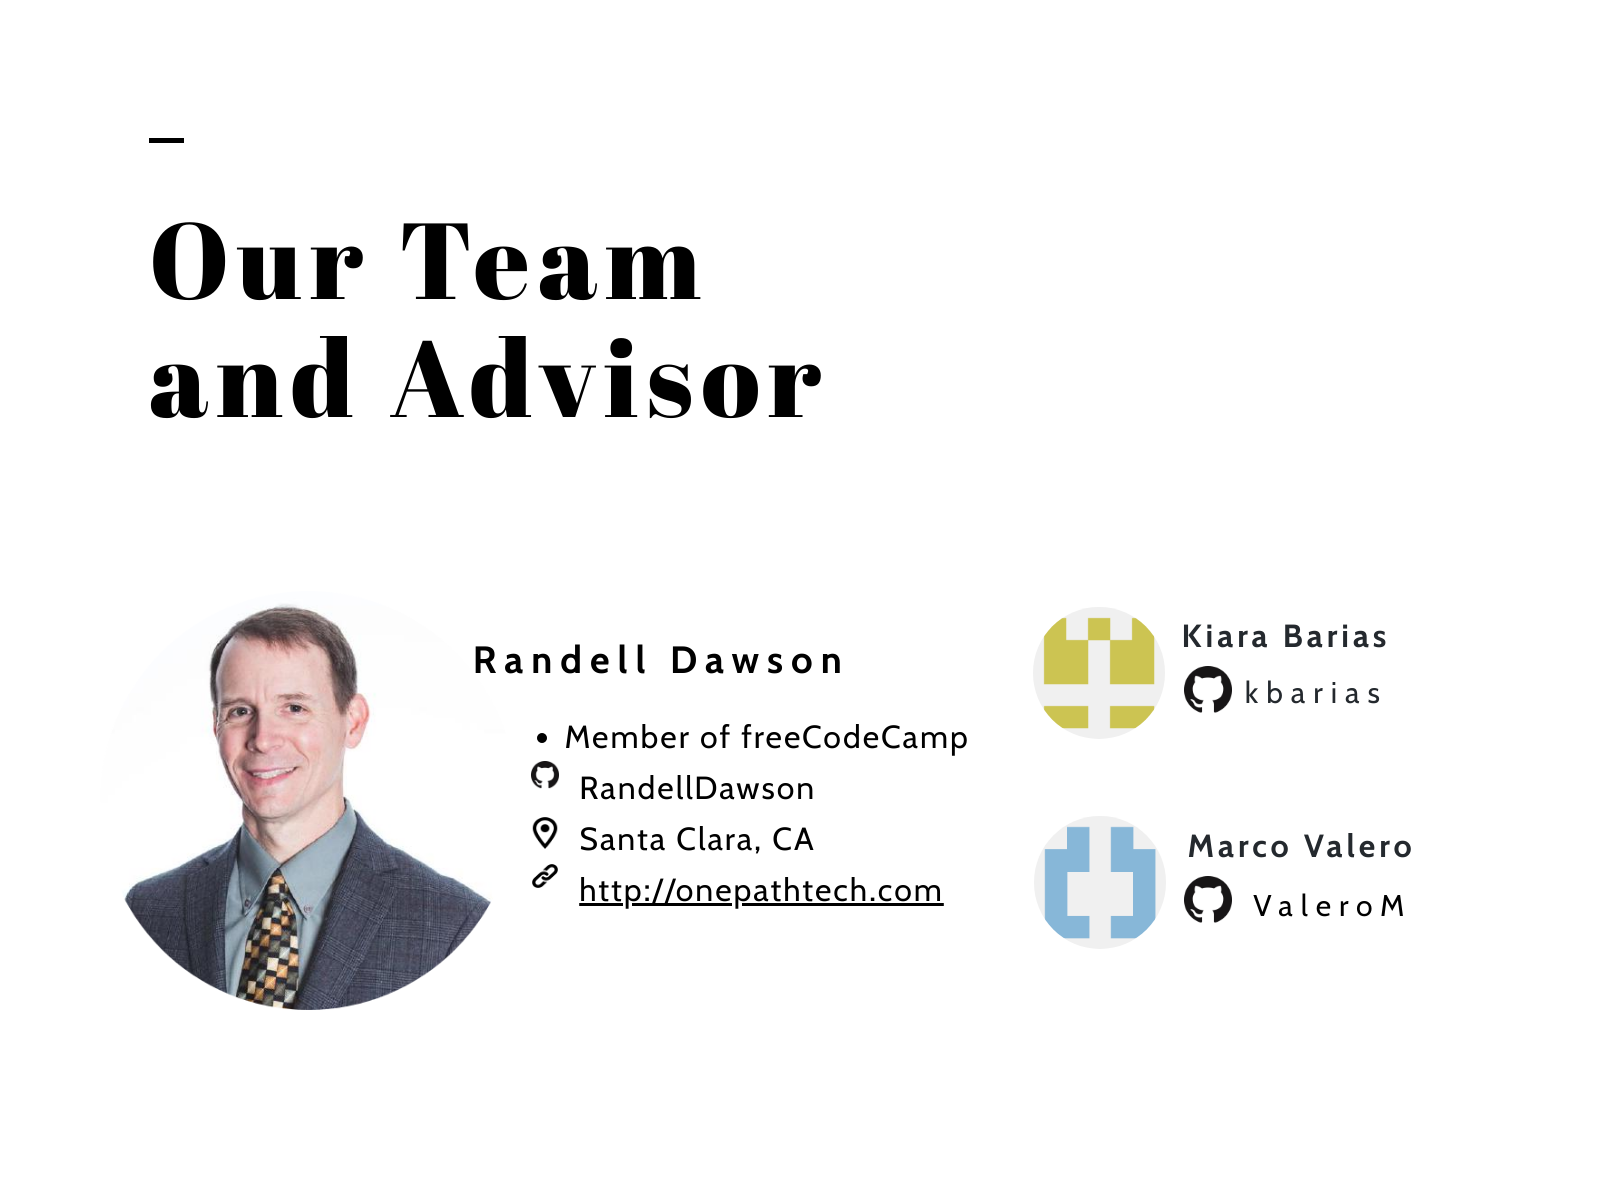 Our Team
and Advisor
Randell Dawson
• Member of freeCodeCamp
RandellDawson
Santa Clara, CA
http://onepathtech.com
Kiara Barias
kbarias
Marco Valero
ValeroM